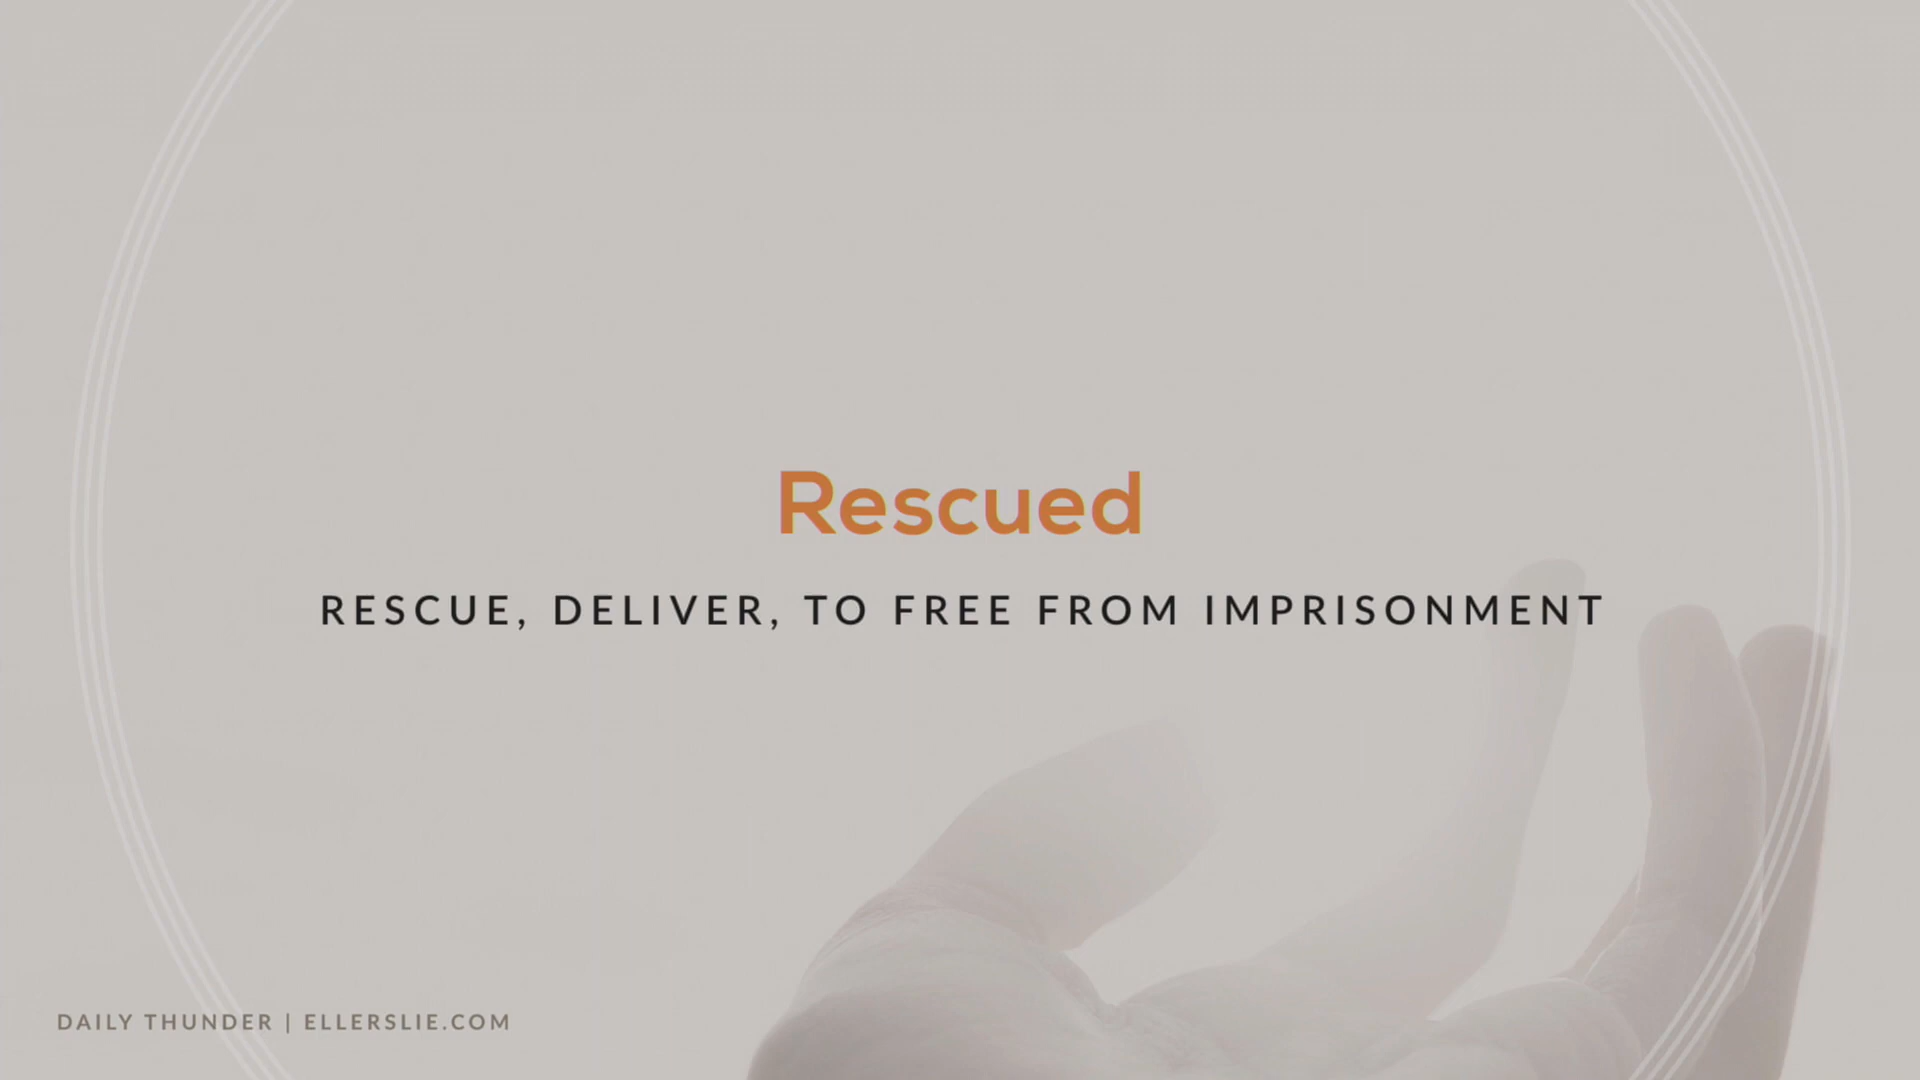 Rescued
RESCUE, DELIVER, TO FREE FROM IMPRISONMENT
DAILY THUNDER | ELLERSLIE.COM